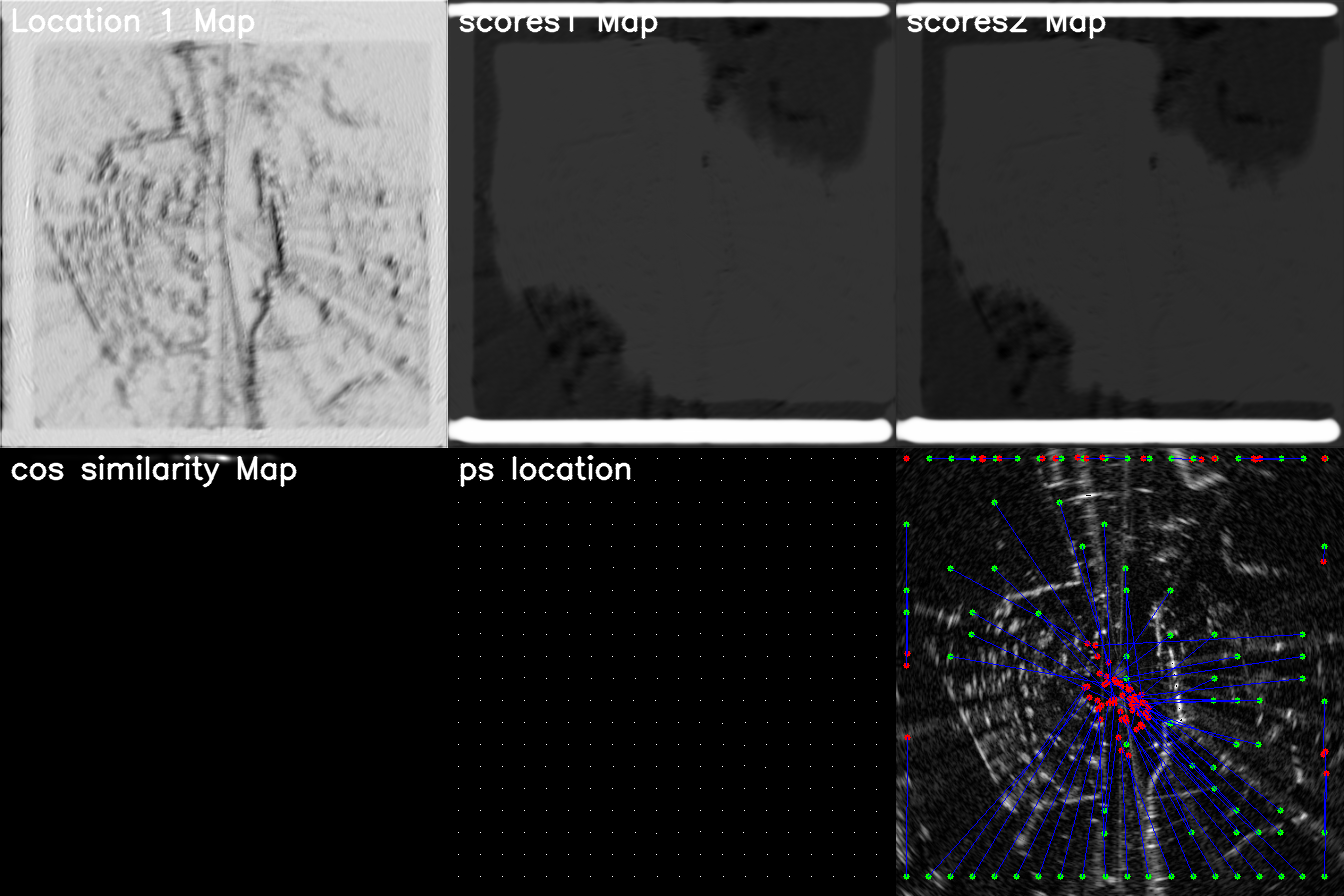 Location 1 Map
scores1 Map
scores2 Map
cos similarity Map
ps location